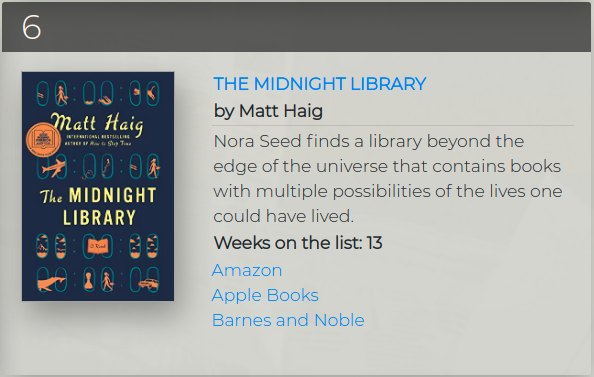 6
Matt Haig
INTERNATIONAL BESTSELLING
AUTHOR OF How to Stop Time
The MIDNIGHT
LIBRARY
A Novel
THE MIDNIGHT LIBRARY
by Matt Haig
Nora Seed finds a library beyond the
edge of the universe that contains books
with multiple possibilities of the lives one
could have lived.
Weeks on the list: 13
Amazon
Apple Books
Barnes and Noble